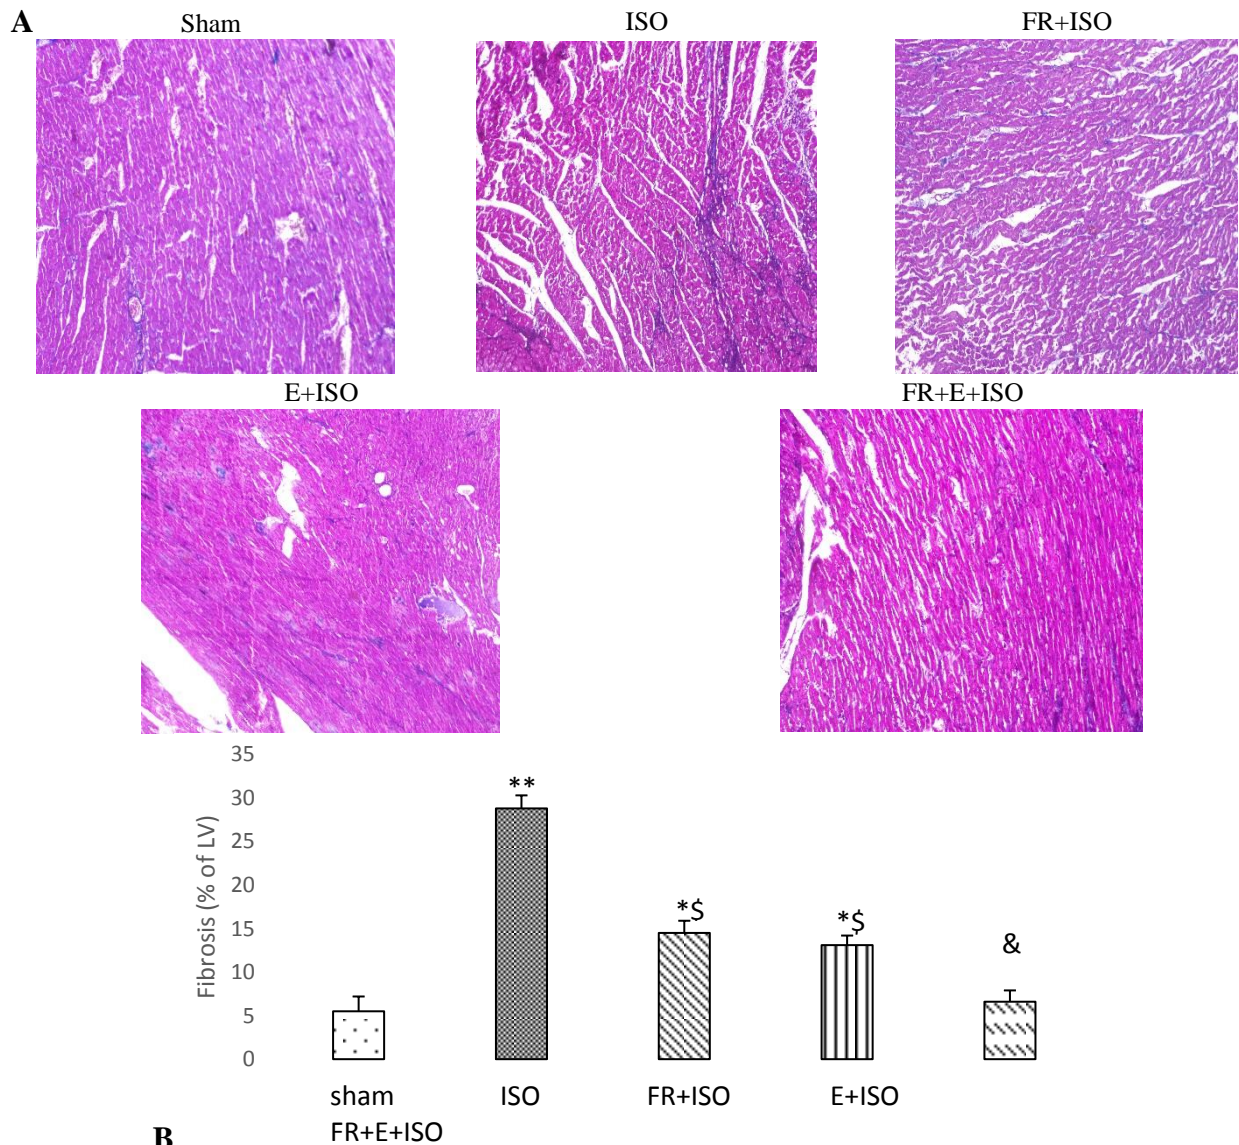 A
Sham ISO FR+ISO
E+ISO FR+E+ISO
35
30
25
20
15
10
5
0
Fibrosis (% of LV)
**
*$
*$
&
sham ISO FR+ISO E+ISO
FR+E+ISO
B